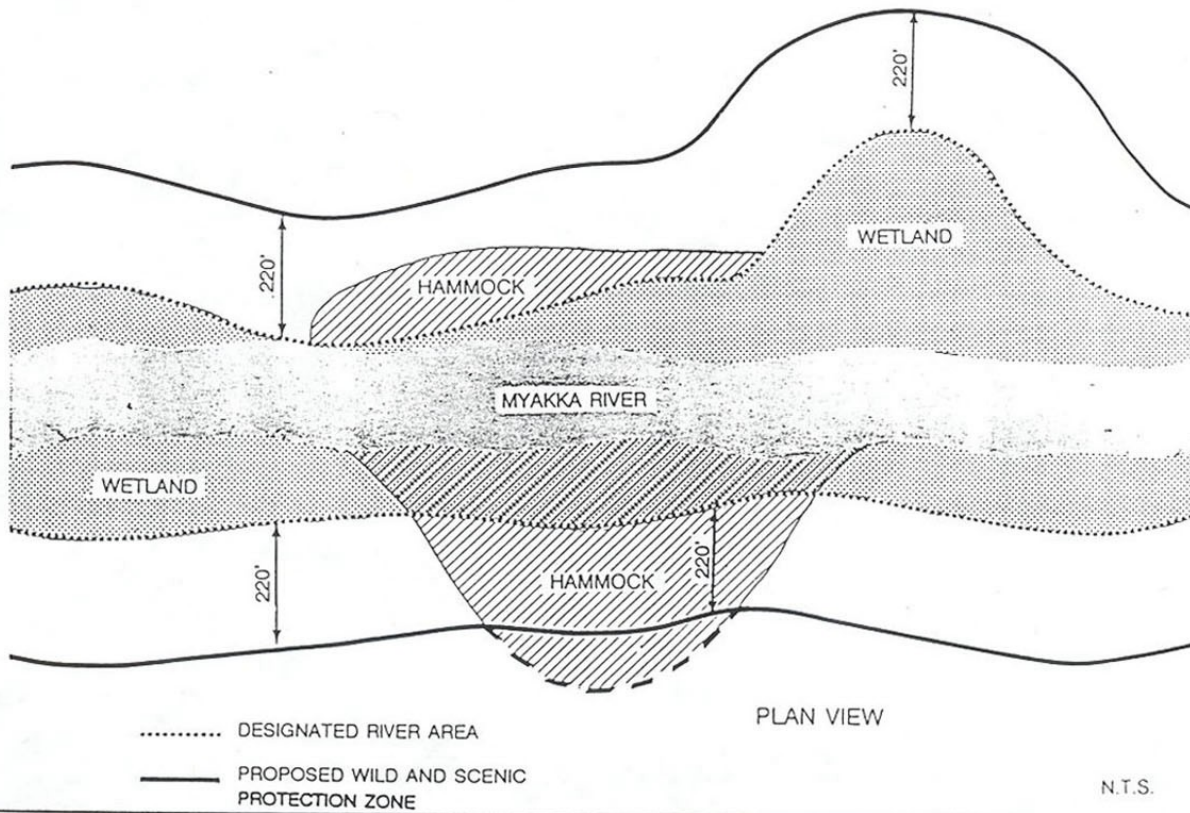 220'
WETLAND
220'
HAMMOCK
MYAKKA RIVER
WETLAND
220'
HAMMOCK
220'
PLAN VIEW
DESIGNATED RIVER AREA
PROPOSED WILD AND SCENIC
PROTECTION ZONE
N.T.S.